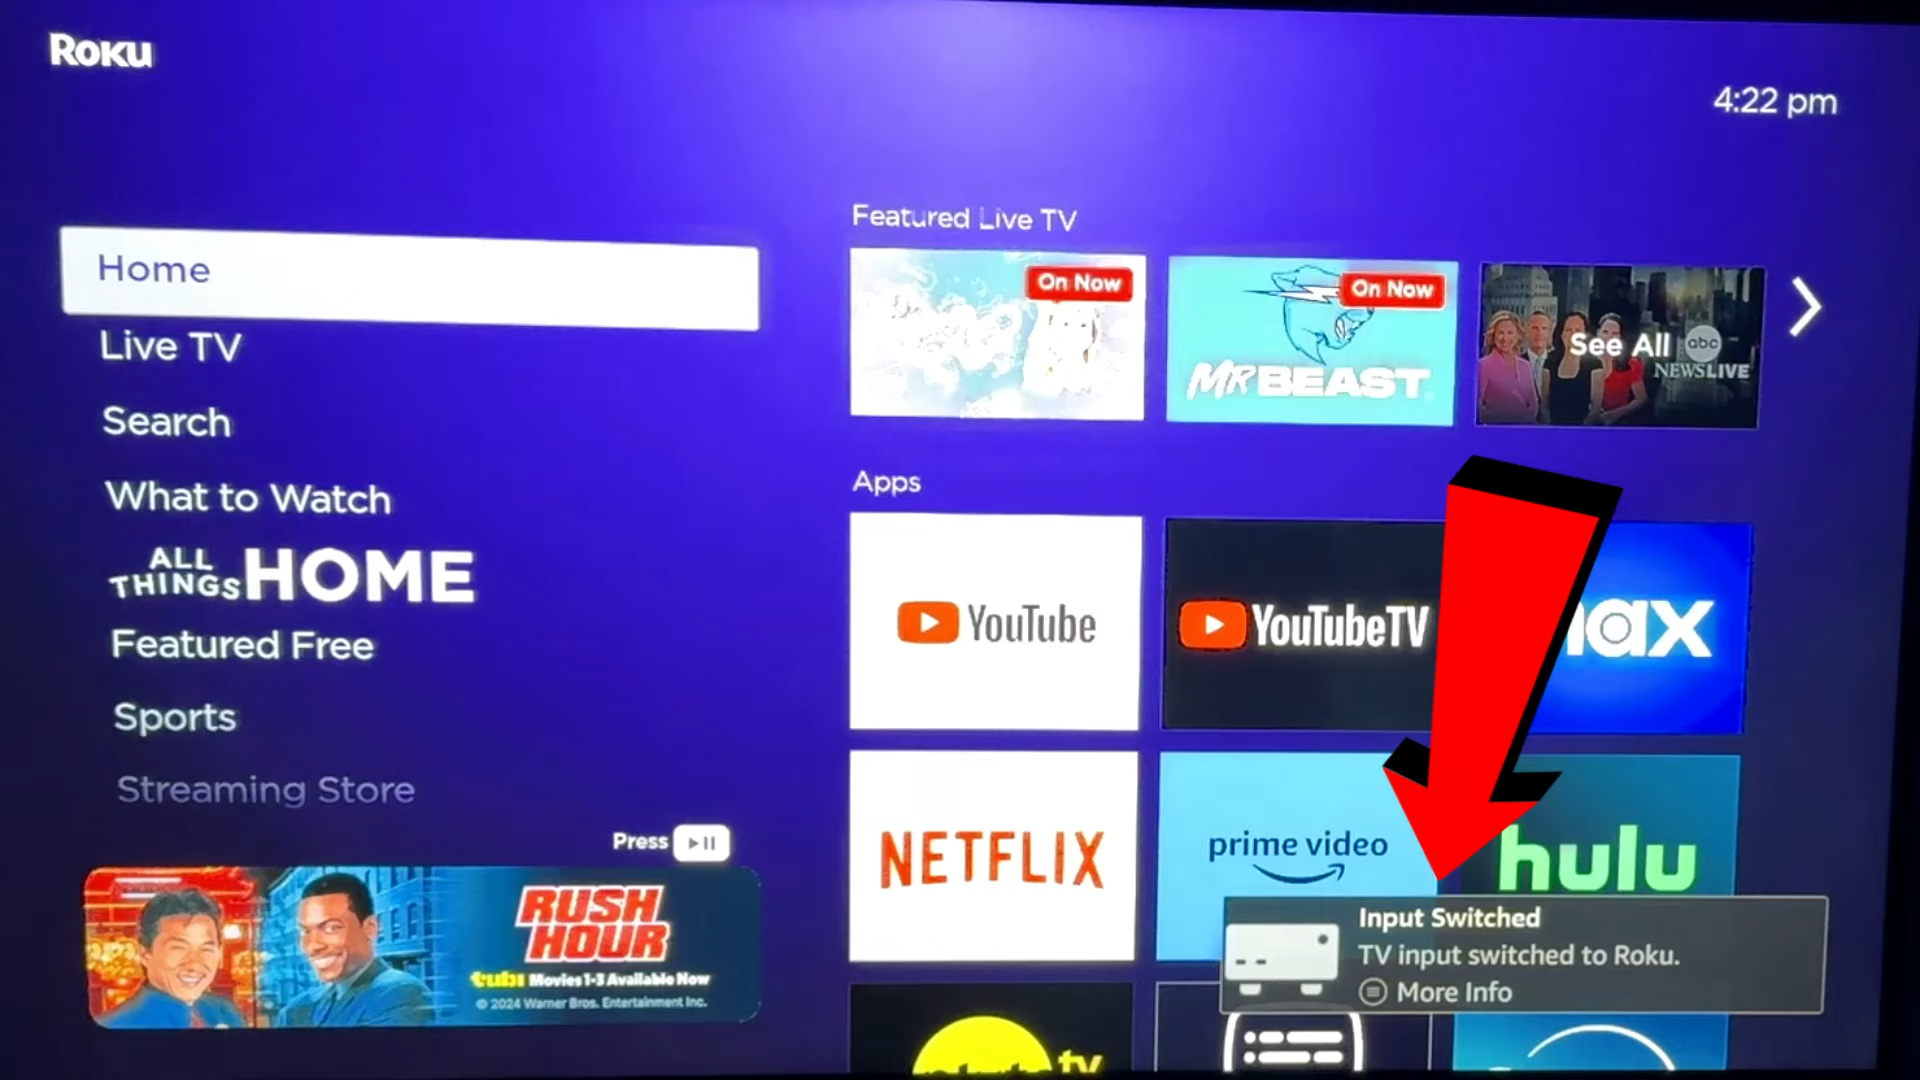 Roku
4:22 pm
Home
Live TV
Search
What to Watch
ALL THINGS HOME
Featured Free
Sports
Streaming Store
Press
RUSH HOUR
tubi Movies 1-3 Available Now
© 2024 Warner Bros. Entertainment Inc.
Featured Live TV
On Now
On Now
MRBEAST
See All
abc
NEWSLIVE
Apps
YouTube
YouTubeTV
ax
NETFLIX
prime video
hulu
Input Switched
TV input switched to Roku.
More Info
tv